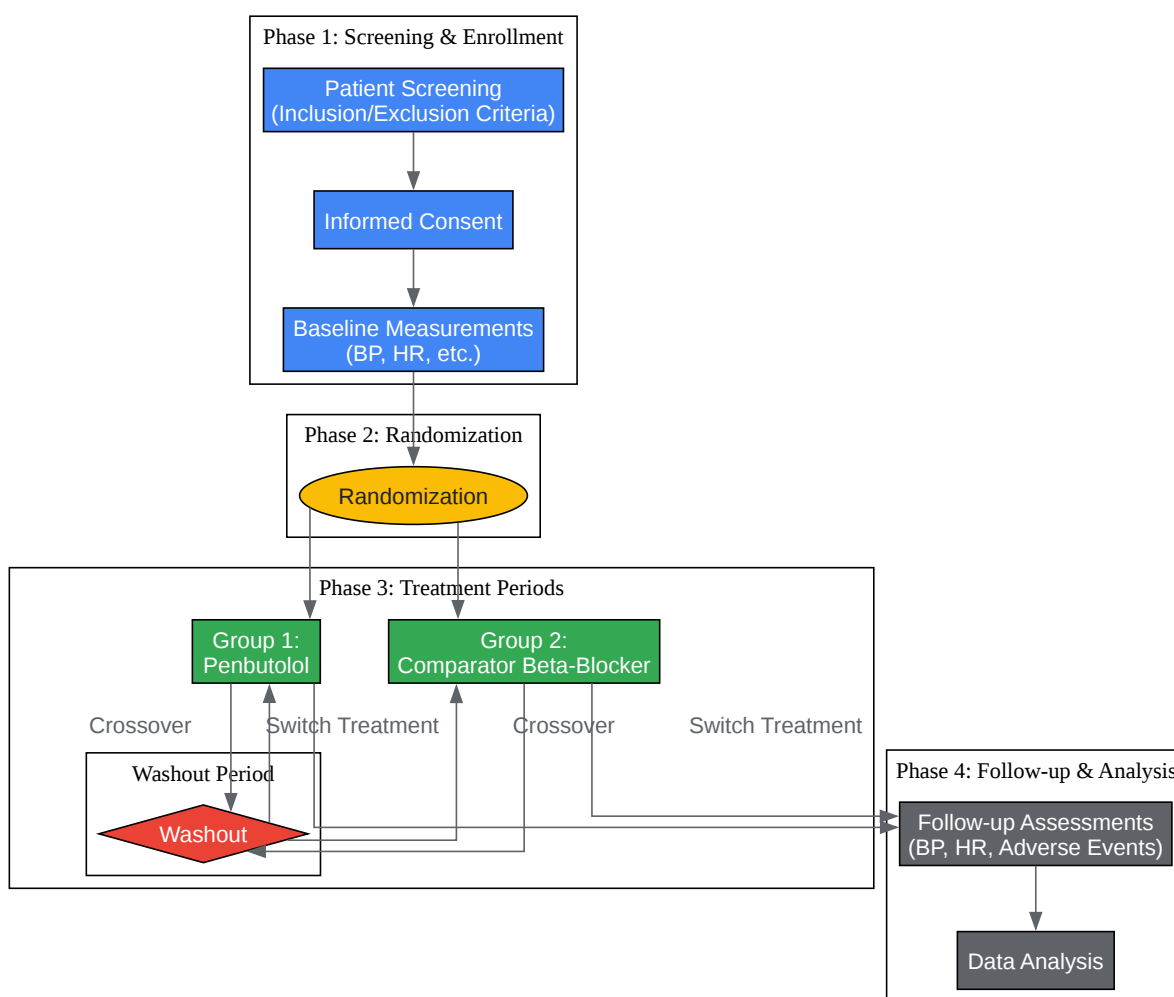 Phase 1: Screening & Enrollment
Patient Screening
(Inclusion/Exclusion Criteria)
Informed Consent
Baseline Measurements
(BP, HR, etc.)
Phase 2: Randomization
Randomization
Phase 3: Treatment Periods
Group 1:
Penbutolol
Group 2:
Comparator Beta-Blocker
Crossover
Switch Treatment
Crossover
Switch Treatment
Washout Period
Washout
Phase 4: Follow-up & Analysis
Follow-up Assessments
(BP, HR, Adverse Events)
Data Analysis